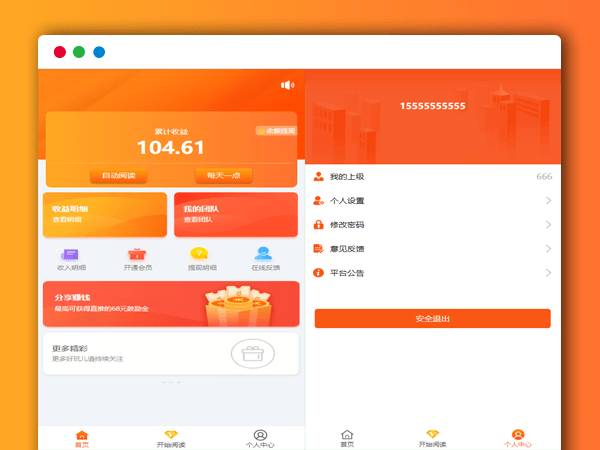 累计收益
余额提现
104.61
自动阅读
每天一点
收益明细
查看明细
我的团队
查看团队
收入明细
开通会员
提现明细
在线反馈
分享赚钱
最高可获得直推的68元鼓励金
更多精彩
更多好玩儿请持续关注
首页
开始阅读
个人中心
15555555555
我的上级
666
个人设置
修改密码
意见反馈
平台公告
安全退出
首页
开始阅读
个人中心